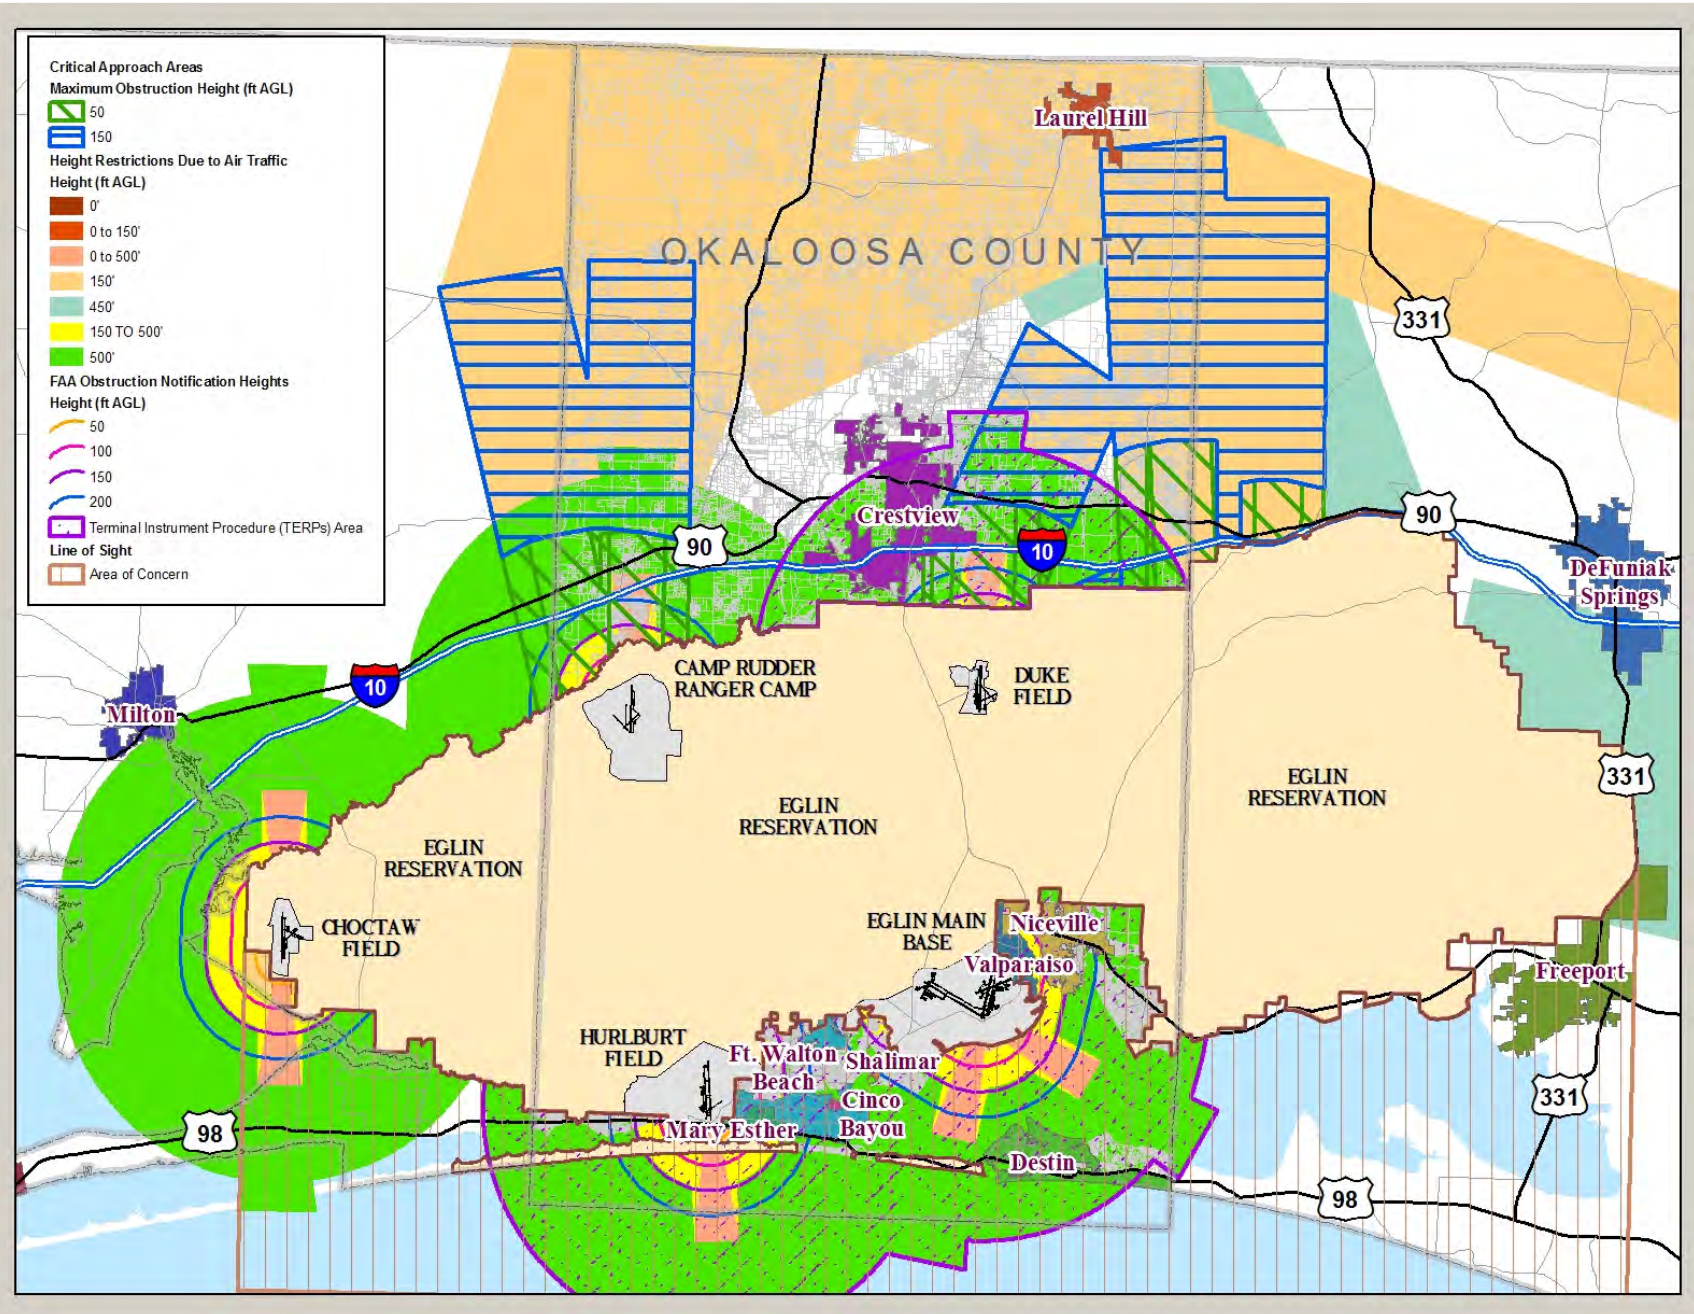 Critical Approach Areas
Maximum Obstruction Height (ft AGL)
50
150
Height Restrictions Due to Air Traffic
Height (ft AGL)
0'
0 to 150'
0 to 500'
150'
450'
150 TO 500'
500'
FAA Obstruction Notification Heights
Height (ft AGL)
50
100
150
200
Terminal Instrument Procedure (TERPs) Area
Line of Sight
Area of Concern
Laurel Hill
OKALOOSA COUNTY
331
Crestview
90
90
10
DeFuniak
Springs
CAMP RUDDER
RANGER CAMP
DUKE
FIELD
10
Milton
331
EGLIN
RESERVATION
EGLIN
RESERVATION
EGLIN
RESERVATION
CHOCTAW
FIELD
EGLIN MAIN
BASE
Niceville
Valparaiso
Freeport
HURLBURT
FIELD
Ft. Walton
Beach
Shalimar
Cinco
Bayou
331
98
Mary Esther
Destin
98